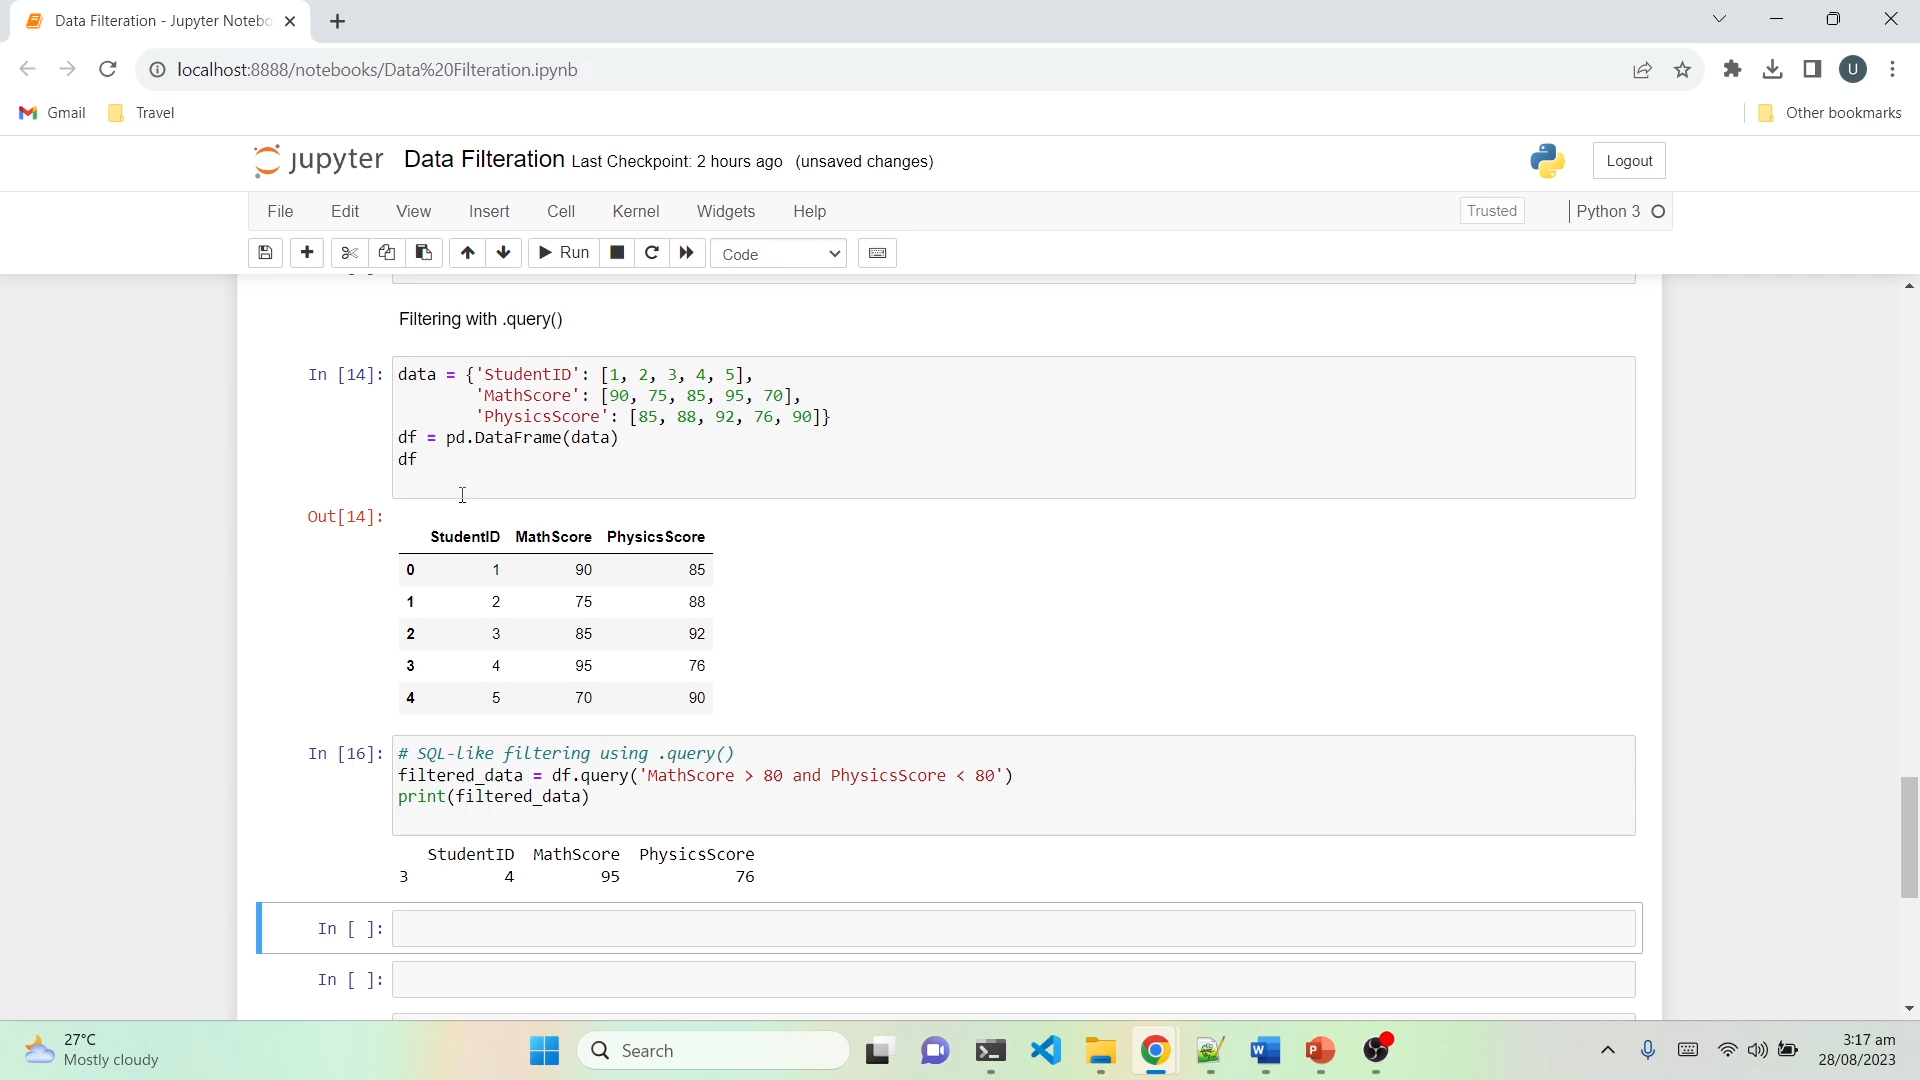 Data Filteration - Jupyter Notebo
localhost:8888/notebooks/Data%20Filteration.ipynb
U
Gmail
Travel
Other bookmarks
jupyter
Data Filteration Last Checkpoint: 2 hours ago (unsaved changes)
Logout
File Edit View Insert Cell Kernel Widgets Help
Trusted
Python 3
Run
Code
Filtering with .query()
In [14]: data = {'StudentID': [1, 2, 3, 4, 5],
'MathScore': [90, 75, 85, 95, 70],
'PhysicsScore': [85, 88, 92, 76, 90]}
df = pd.DataFrame(data)
df
Out[14]:
StudentID MathScore PhysicsScore
0 1 90 85
1 2 75 88
2 3 85 92
3 4 95 76
4 5 70 90
In [16]: # SQL-like filtering using .query()
filtered_data = df.query('MathScore > 80 and PhysicsScore < 80')
print(filtered_data)
StudentID MathScore PhysicsScore
3 4 95 76
In [ ]:
In [ ]:
27°C
Mostly cloudy
Search
3:17 am
28/08/2023